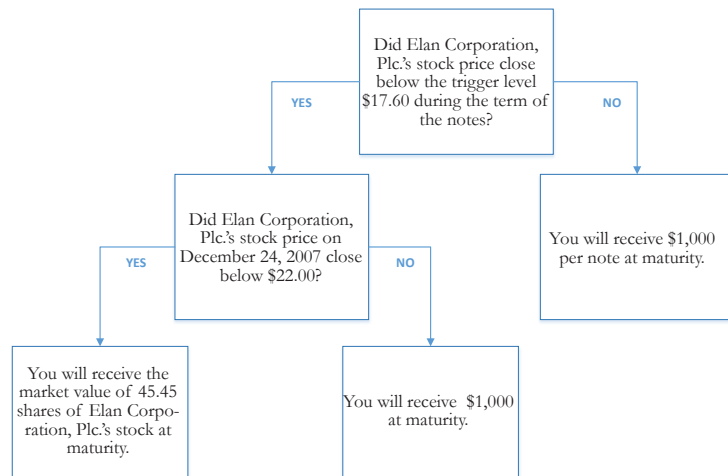 Did Elan Corporation,
Plc.'s stock price close
below the trigger level
$17.60 during the term of
the notes?
YES
NO
Did Elan Corporation,
Plc.'s stock price on
December 24, 2007 close
below $22.00?
You will receive $1,000
per note at maturity.
YES
NO
You will receive the
market value of 45.45
shares of Elan Corpo-
ration, Plc.'s stock at
maturity.
You will receive $1,000
at maturity.